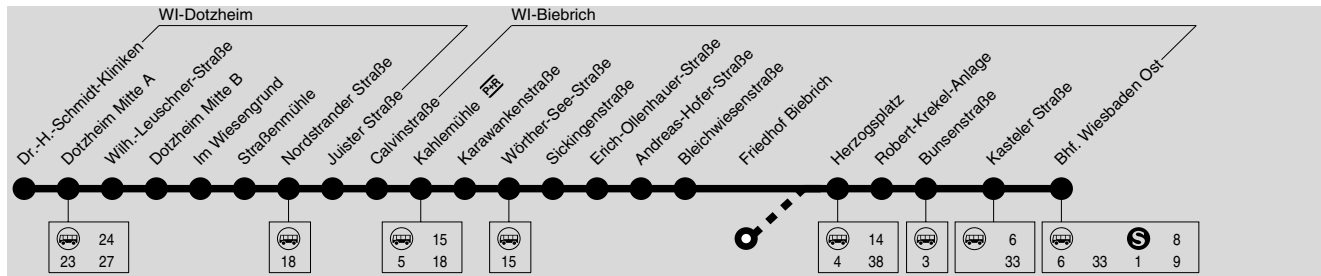 WI-Dotzheim
WI-Biebrich
Dr.-H.-Schmidt-Kliniken
Dotzheim Mitte A
Wilh.-Leuschner-Straße
Dotzheim Mitte B
Im Wiesengrund
Straßenmühle
Nordstrander Straße
Juister Straße
Calvinstraße
Kahlemühle P+R
Karawankenstraße
Wörther-See-Straße
Sickingenstraße
Erich-Ollenhauer-Straße
Andreas-Hofer-Straße
Bleichwiesenstraße
Friedhof Biebrich
Herzogsplatz
Robert-Krekel-Anlage
Bunsenstraße
Kasteler Straße
Bhf. Wiesbaden Ost
24
23 27
18
15
5 18
15
14
4 38
3
6
33
S 8
6 33 1 9